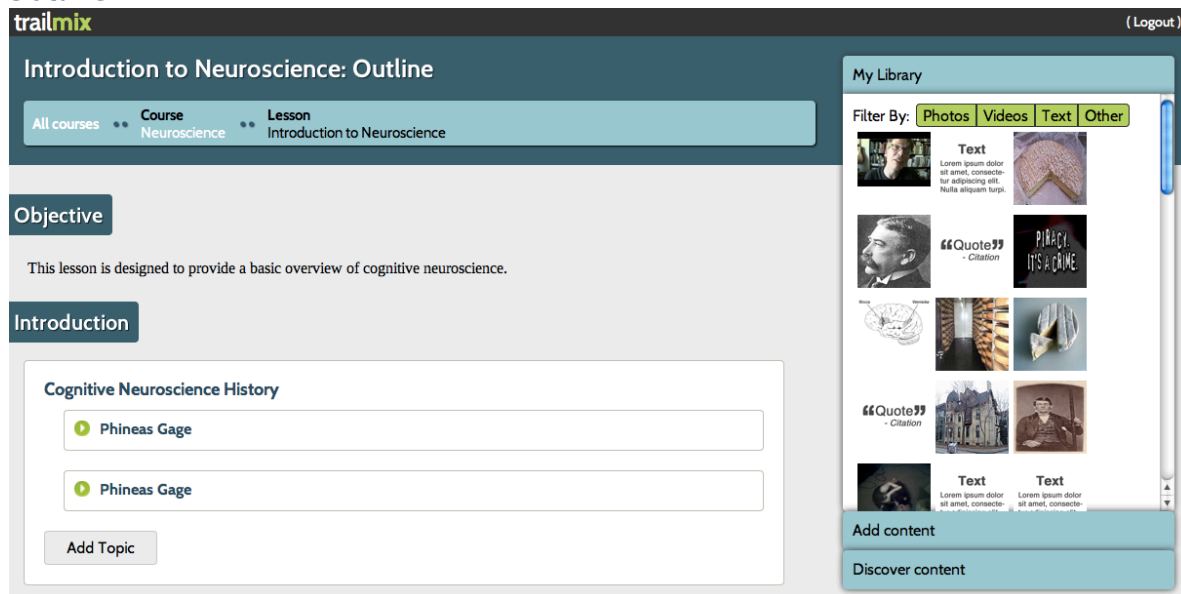 trailmix
( Logout )
Introduction to Neuroscience: Outline
All courses
Course
Neuroscience
Lesson
Introduction to Neuroscience
Objective
This lesson is designed to provide a basic overview of cognitive neuroscience.
Introduction
Cognitive Neuroscience History
Phineas Gage
Phineas Gage
Add Topic
My Library
Filter By: Photos Videos Text Other
Text
Lorem ipsum dolor
sit amet, consecte-
tur adipiscing elit.
Nulla aliquam turpi.
“Quote”
- Citation
PIRACY.
IT'S A CRIME.
“Quote”
- Citation
Text
Lorem ipsum dolor
sit amet, consecte-
Text
Lorem ipsum dolor
sit amet, consecte-
Add content
Discover content